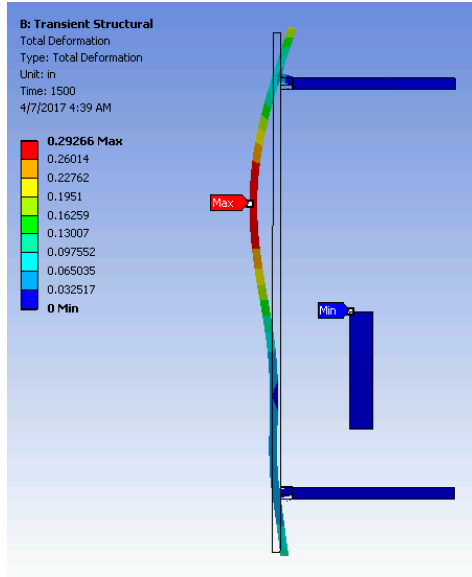 B: Transient Structural
Total Deformation
Type: Total Deformation
Unit: in
Time: 1500
4/7/2017 4:39 AM
0.29266 Max
0.26014
0.22762
0.1951
0.16259
0.13007
0.097552
0.065035
0.032517
0 Min
Max
Min